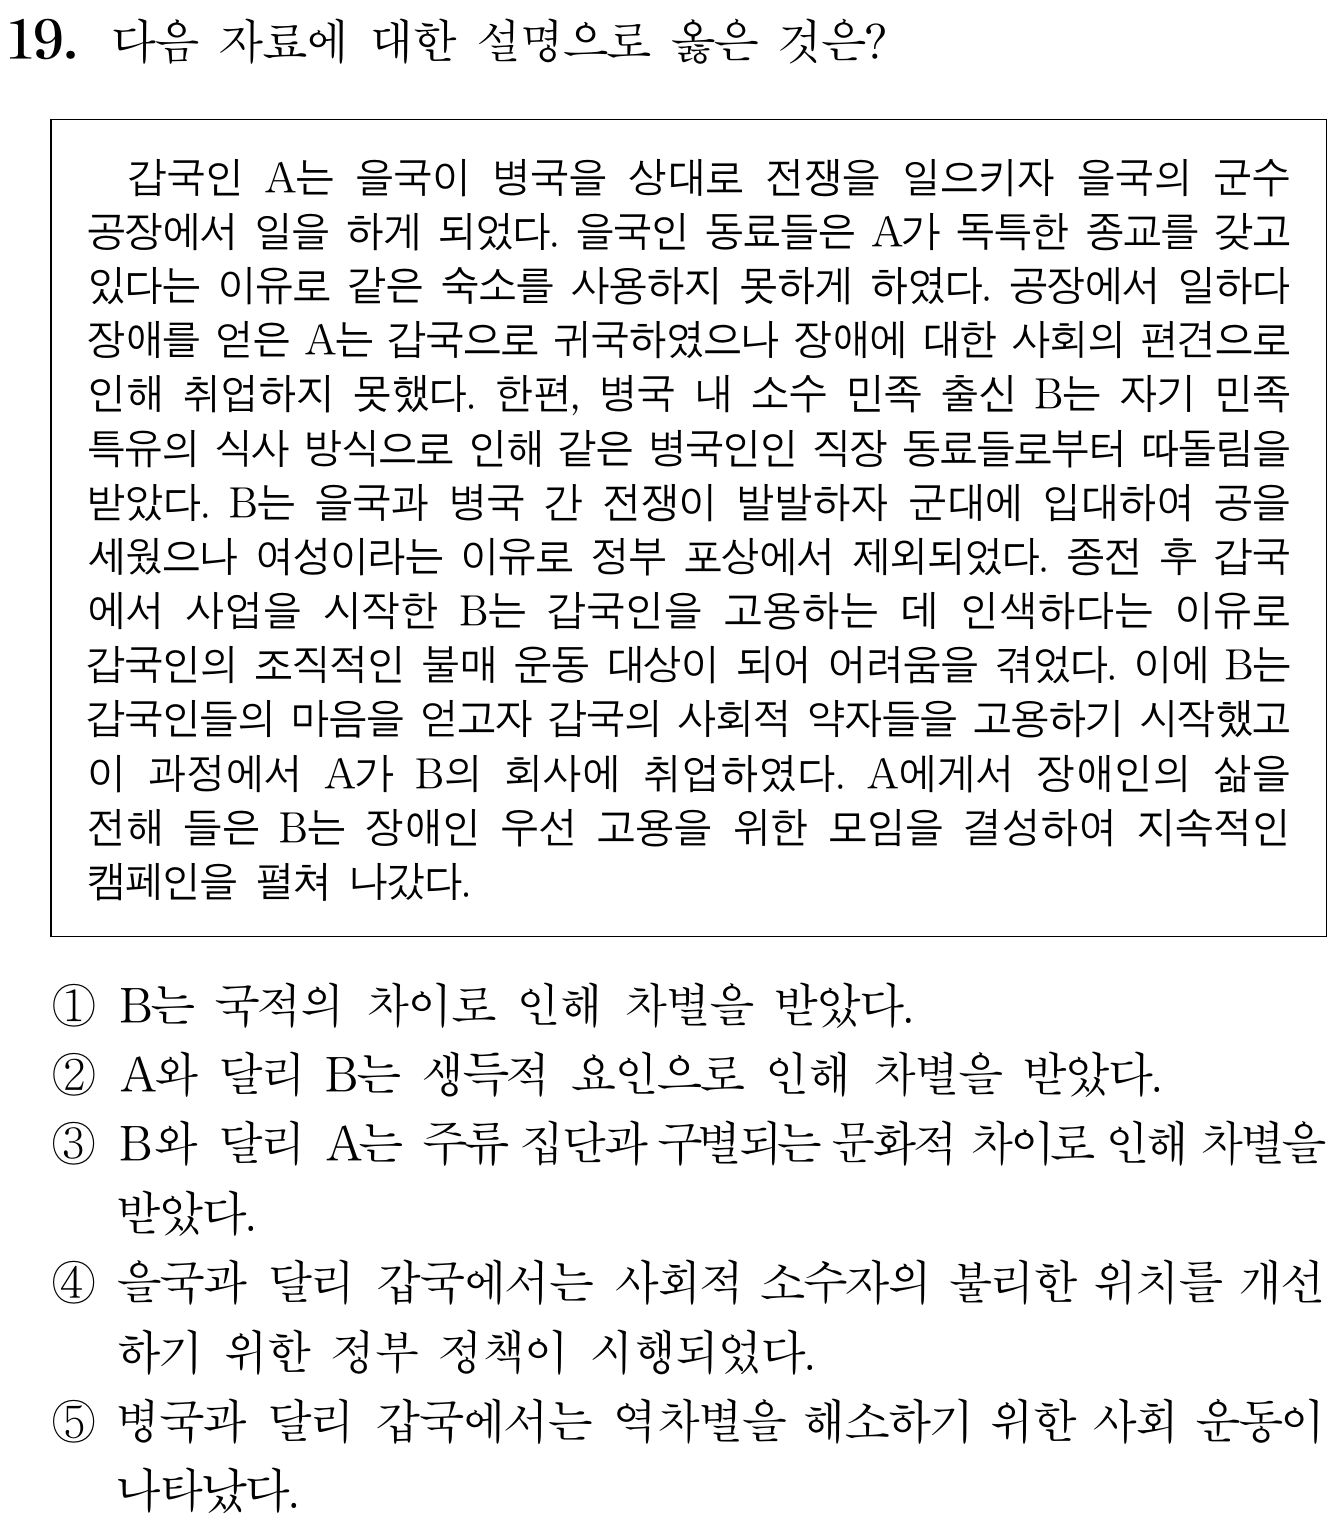 19. 다음 자료에 대한 설명으로 옳은 것은?
갑국인 A는 을국이 병국을 상대로 전쟁을 일으키자 을국의 군수
공장에서 일을 하게 되었다. 을국인 동료들은 A가 독특한 종교를 갖고
있다는 이유로 같은 숙소를 사용하지 못하게 하였다. 공장에서 일하다
장애를 얻은 A는 갑국으로 귀국하였으나 장애에 대한 사회의 편견으로
인해 취업하지 못했다. 한편, 병국 내 소수 민족 출신 B는 자기 민족
특유의 식사 방식으로 인해 같은 병국인인 직장 동료들로부터 따돌림을
받았다. B는 을국과 병국 간 전쟁이 발발하자 군대에 입대하여 공을
세웠으나 여성이라는 이유로 정부 포상에서 제외되었다. 종전 후 갑국
에서 사업을 시작한 B는 갑국인을 고용하는 데 인색하다는 이유로
갑국인의 조직적인 불매 운동 대상이 되어 어려움을 겪었다. 이에 B는
갑국인들의 마음을 얻고자 갑국의 사회적 약자들을 고용하기 시작했고
이 과정에서 A가 B의 회사에 취업하였다. A에게서 장애인의 삶을
전해 들은 B는 장애인 우선 고용을 위한 모임을 결성하여 지속적인
캠페인을 펼쳐 나갔다.
① B는 국적의 차이로 인해 차별을 받았다.
② A와 달리 B는 생득적 요인으로 인해 차별을 받았다.
③ B와 달리 A는 주류 집단과 구별되는 문화적 차이로 인해 차별을
받았다.
④ 을국과 달리 갑국에서는 사회적 소수자의 불리한 위치를 개선
하기 위한 정부 정책이 시행되었다.
⑤ 병국과 달리 갑국에서는 역차별을 해소하기 위한 사회 운동이
나타났다.